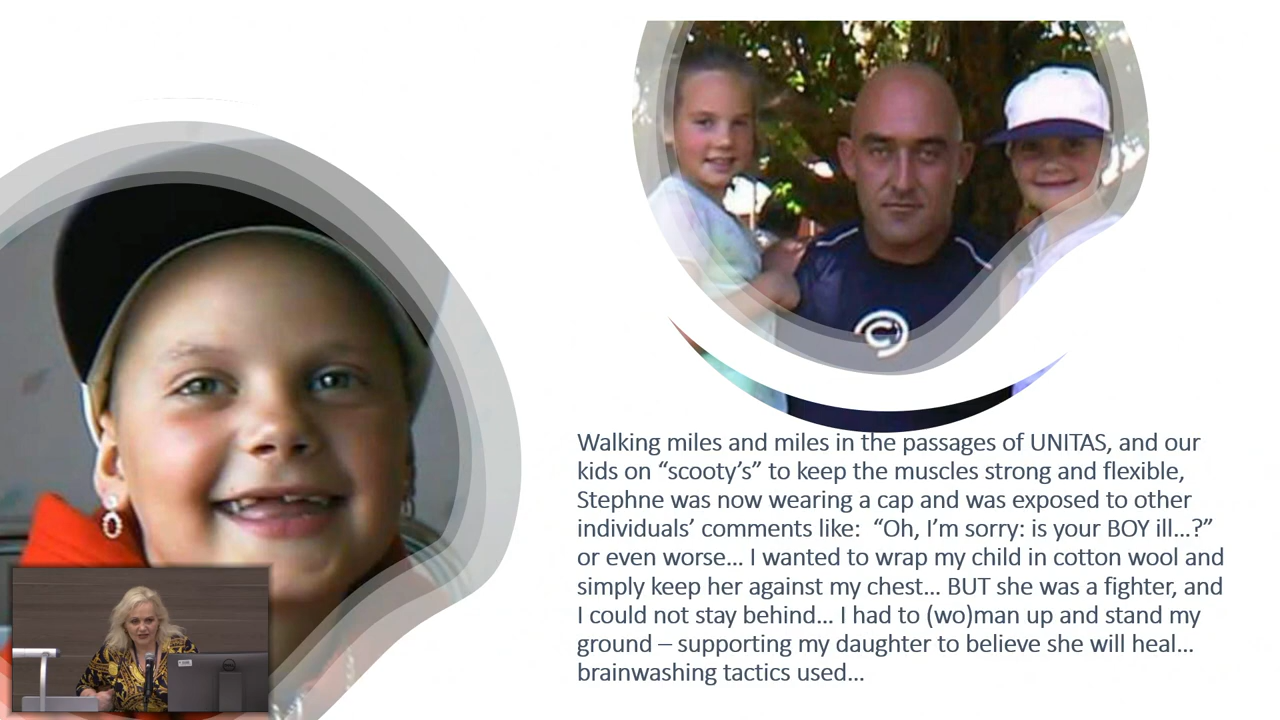 Walking miles and miles in the passages of UNITAS, and our
kids on “scooty’s” to keep the muscles strong and flexible,
Stephne was now wearing a cap and was exposed to other
individuals’ comments like:  “Oh, I’m sorry: is your BOY ill…?”
or even worse… I wanted to wrap my child in cotton wool and
simply keep her against my chest… BUT she was a fighter, and
I could not stay behind… I had to (wo)man up and stand my
ground – supporting my daughter to believe she will heal…
brainwashing tactics used…